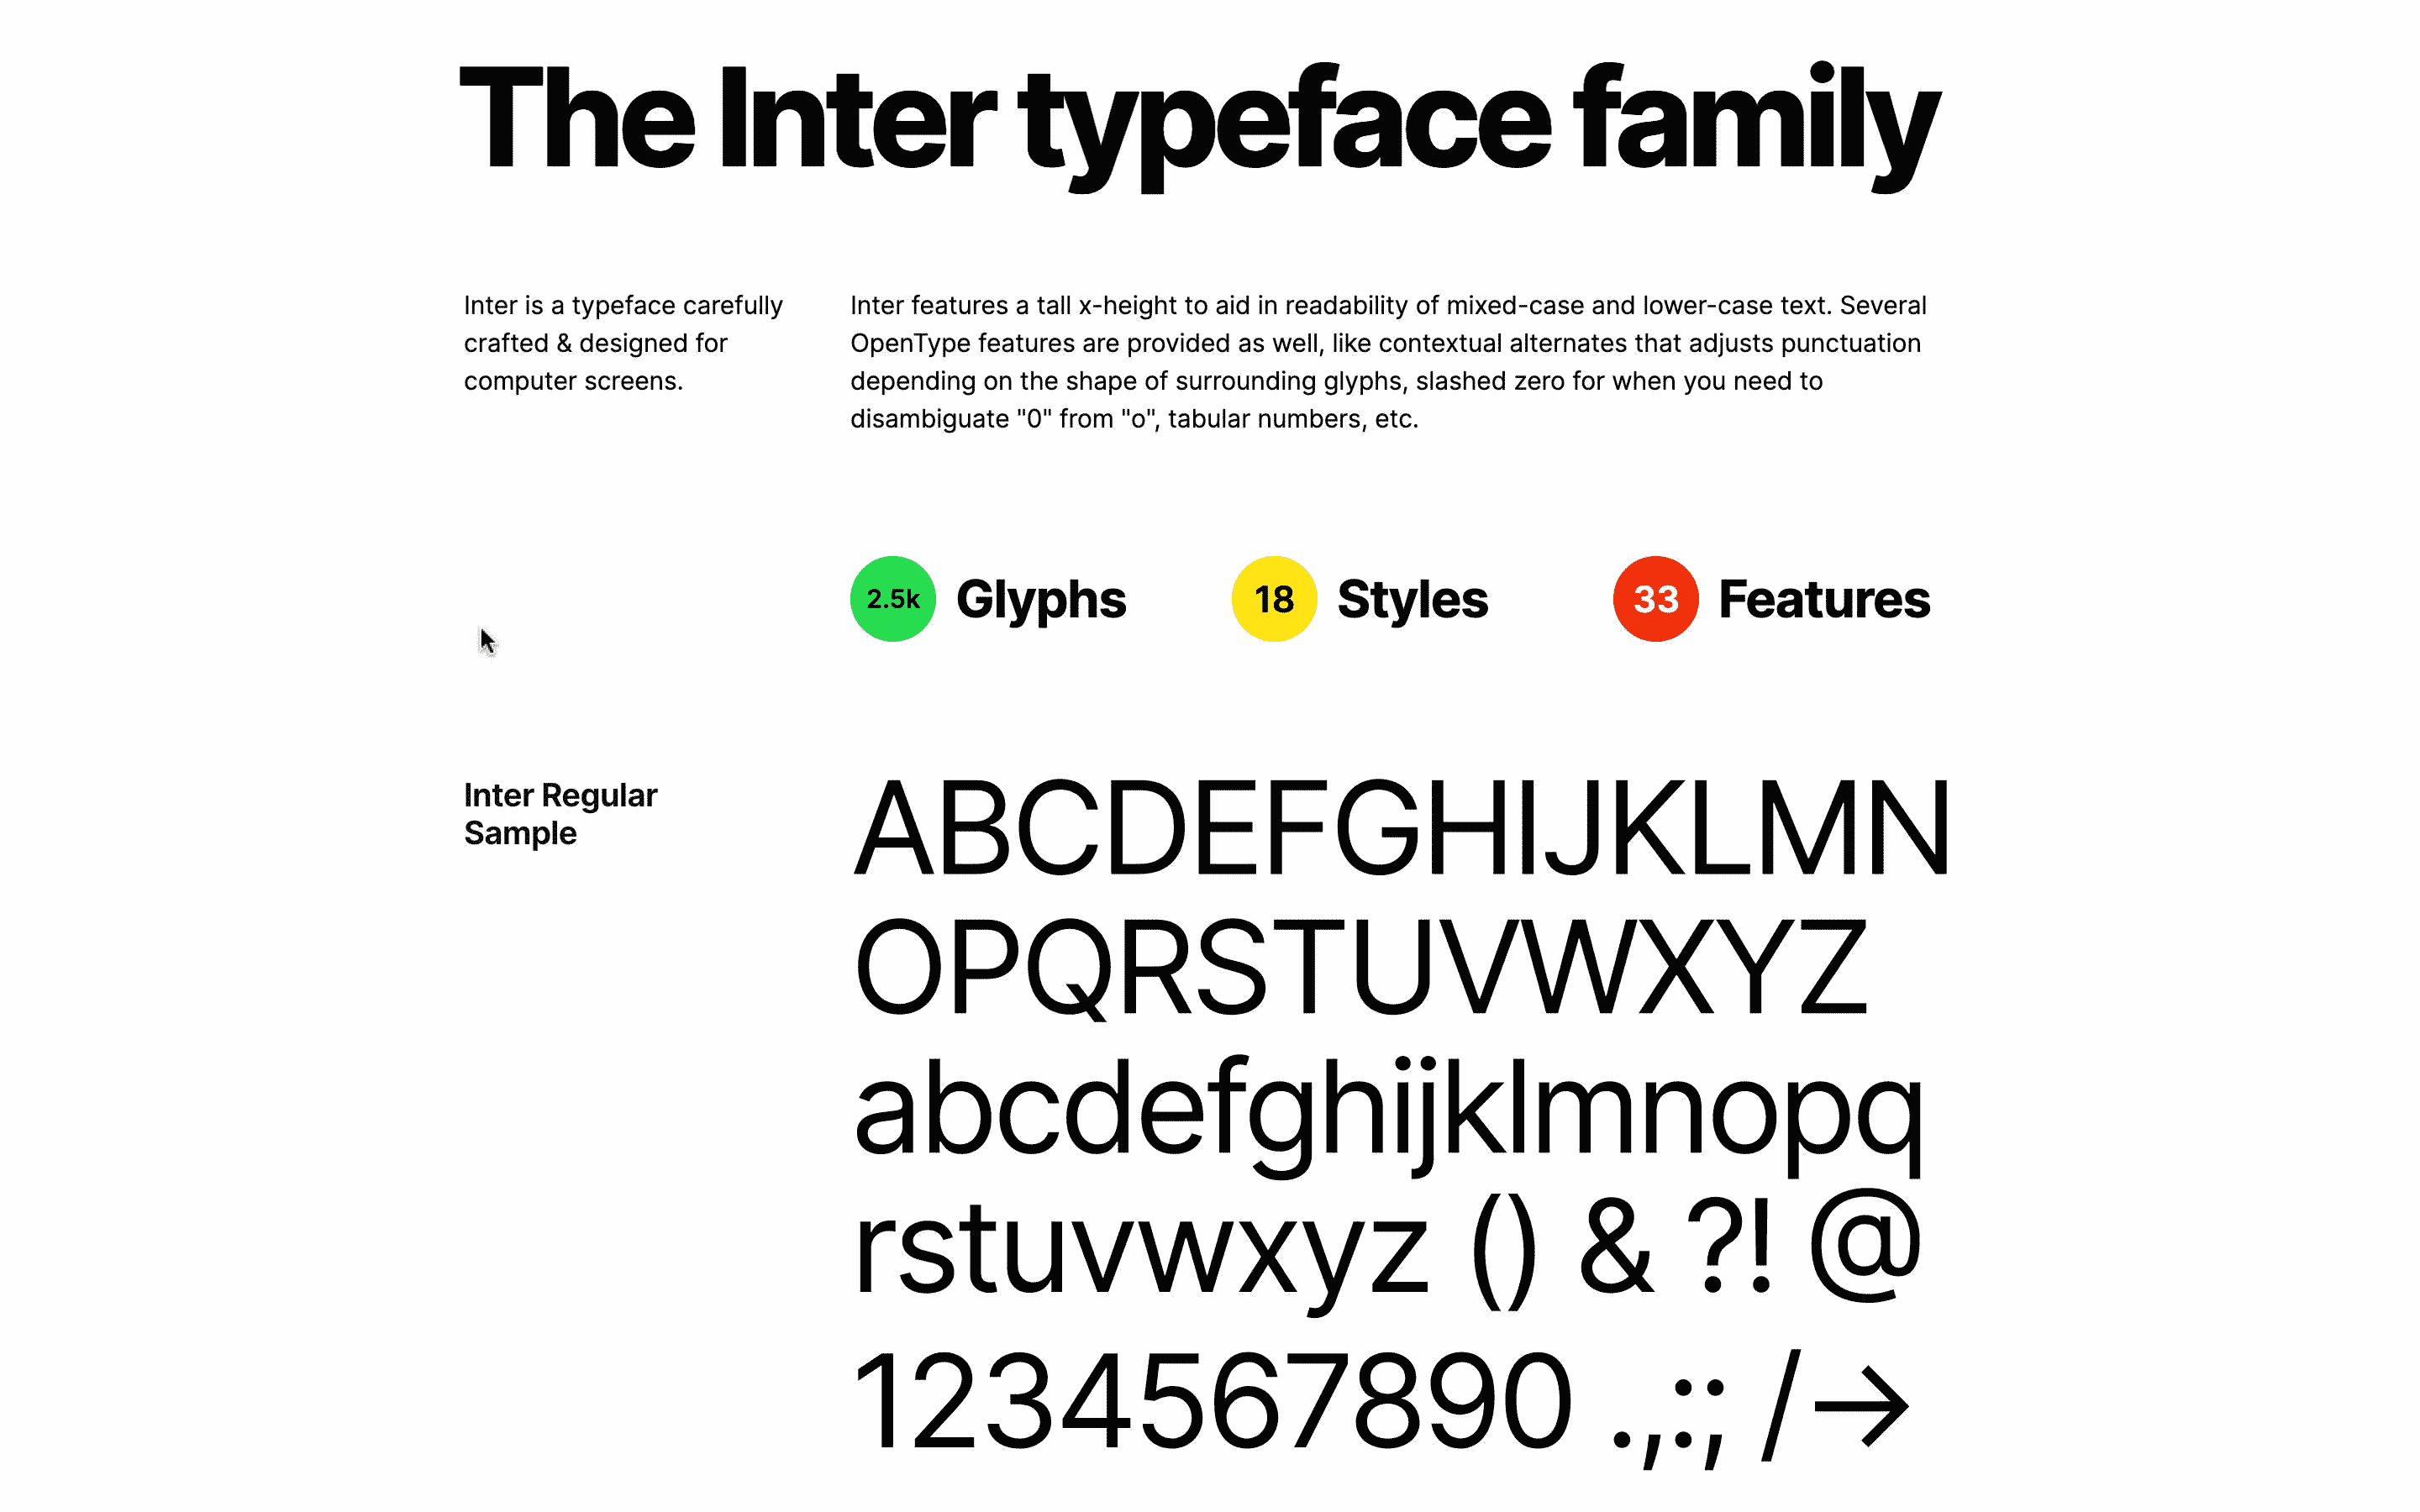 The Inter typeface family
Inter is a typeface carefully
crafted & designed for
computer screens.
Inter features a tall x-height to aid in readability of mixed-case and lower-case text. Several
OpenType features are provided as well, like contextual alternates that adjusts punctuation
depending on the shape of surrounding glyphs, slashed zero for when you need to
disambiguate "0" from "o", tabular numbers, etc.
2.5k Glyphs
18 Styles
33 Features
Inter Regular
Sample
ABCDEFGHIJKLMN
OPQRSTUVWXYZ
abcdefghijklmnopq
rstuvwxyz () & ?! @
1234567890 .,:; /→